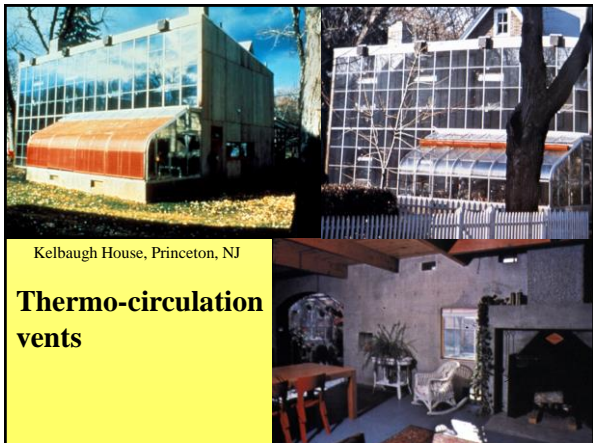 Kelbaugh House, Princeton, NJ
Thermo-circulation
vents